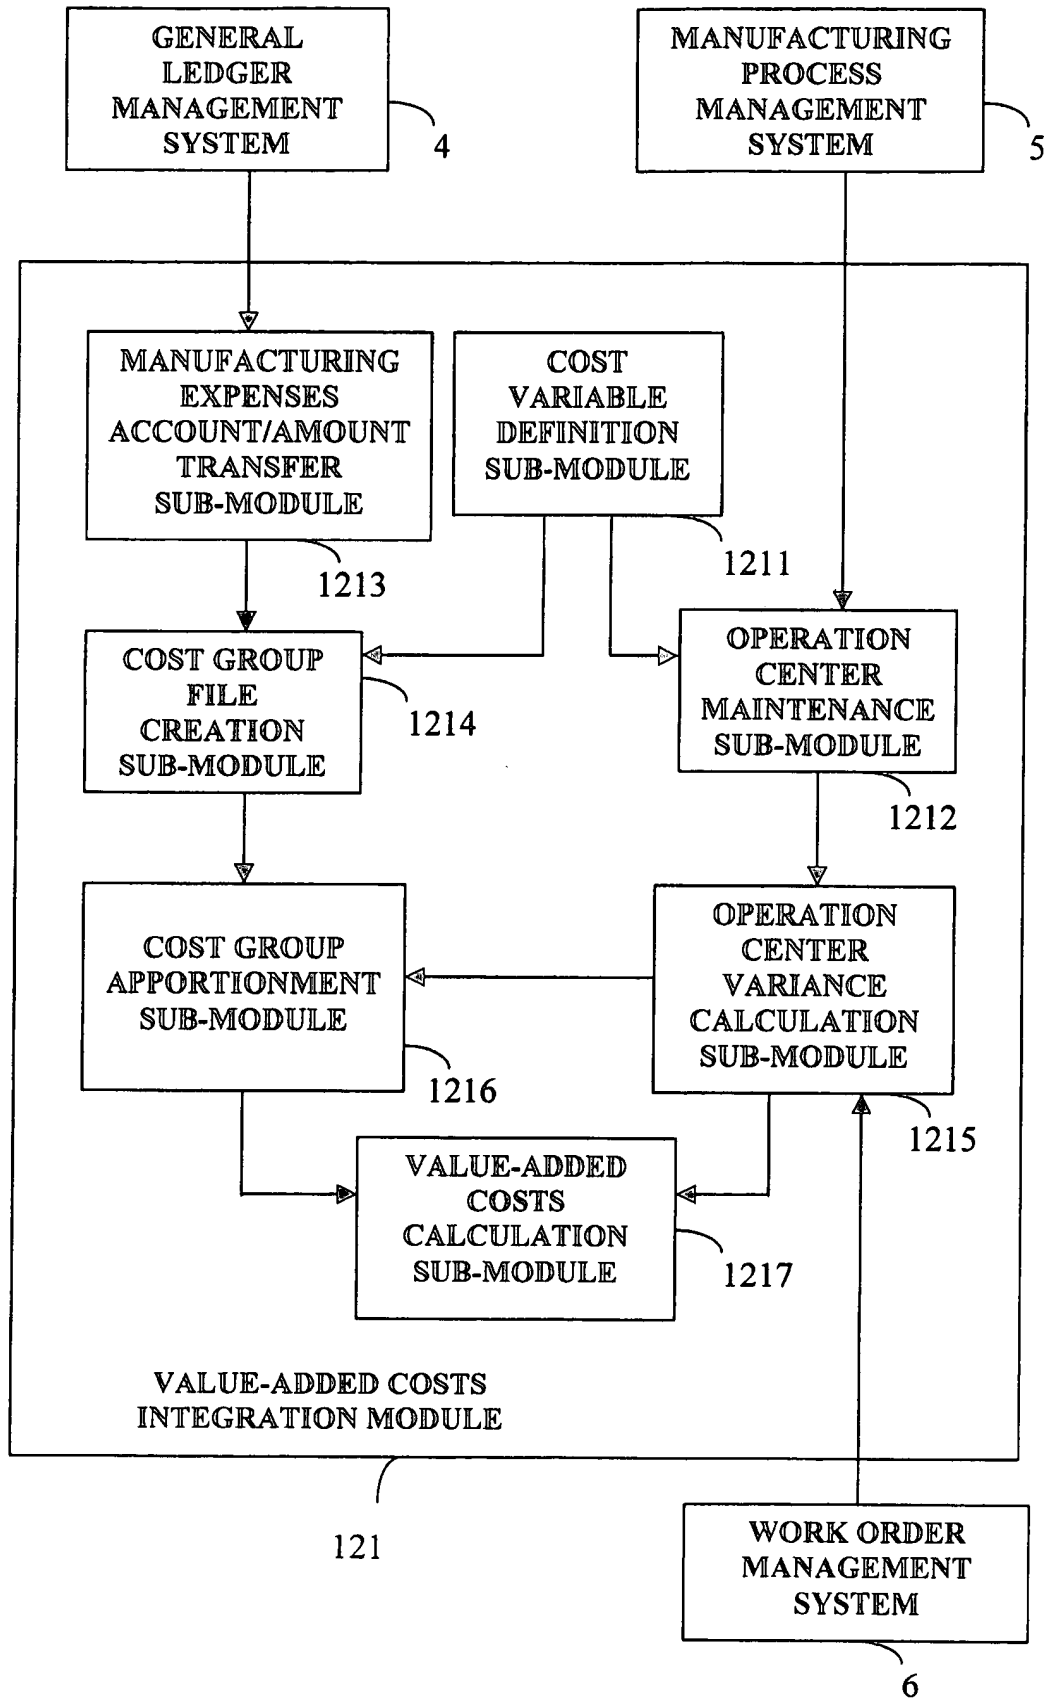 GENERAL
LEDGER
MANAGEMENT
SYSTEM
4
MANUFACTURING
PROCESS
MANAGEMENT
SYSTEM
5
MANUFACTURING
EXPENSES
ACCOUNT/AMOUNT
TRANSFER
SUB-MODULE
1213
COST
VARIABLE
DEFINITION
SUB-MODULE
1211
COST GROUP
FILE
CREATION
SUB-MODULE
1214
OPERATION
CENTER
MAINTENANCE
SUB-MODULE
1212
COST GROUP
APPORTIONMENT
SUB-MODULE
1216
OPERATION
CENTER
VARIANCE
CALCULATION
SUB-MODULE
1215
VALUE-ADDED
COSTS
CALCULATION
SUB-MODULE
1217
VALUE-ADDED COSTS
INTEGRATION MODULE
121
WORK ORDER
MANAGEMENT
SYSTEM
6